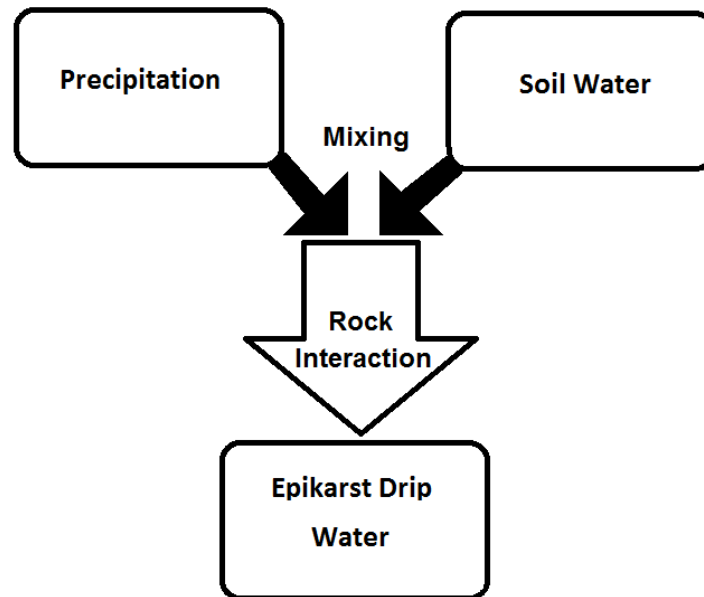 Precipitation
Soil Water
Mixing
Rock
Interaction
Epikarst Drip
Water